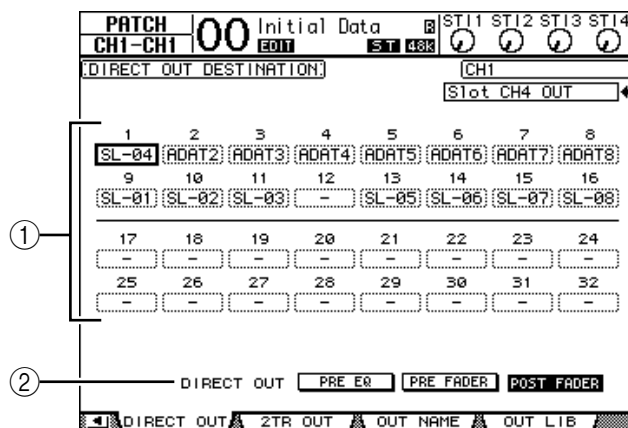 PATCH
CH1-CH1
00 Initial Data
EDIT
ST 48K
STI1 STI2 STI3 STI4
DIRECT OUT DESTINATION
CH1
Slot CH4 OUT
1 2 3 4 5 6 7 8
SL-04 ADAT2 ADAT3 ADAT4 ADAT5 ADAT6 ADAT7 ADAT8
9 10 11 12 13 14 15 16
SL-01 SL-02 SL-03 - SL-05 SL-06 SL-07 SL-08
1
17 18 19 20 21 22 23 24
- - - - - - - -
25 26 27 28 29 30 31 32
- - - - - - - -
2
DIRECT OUT PRE EQ PRE FADER POST FADER
DIRECT OUT 2TR OUT OUT NAME OUT LIB